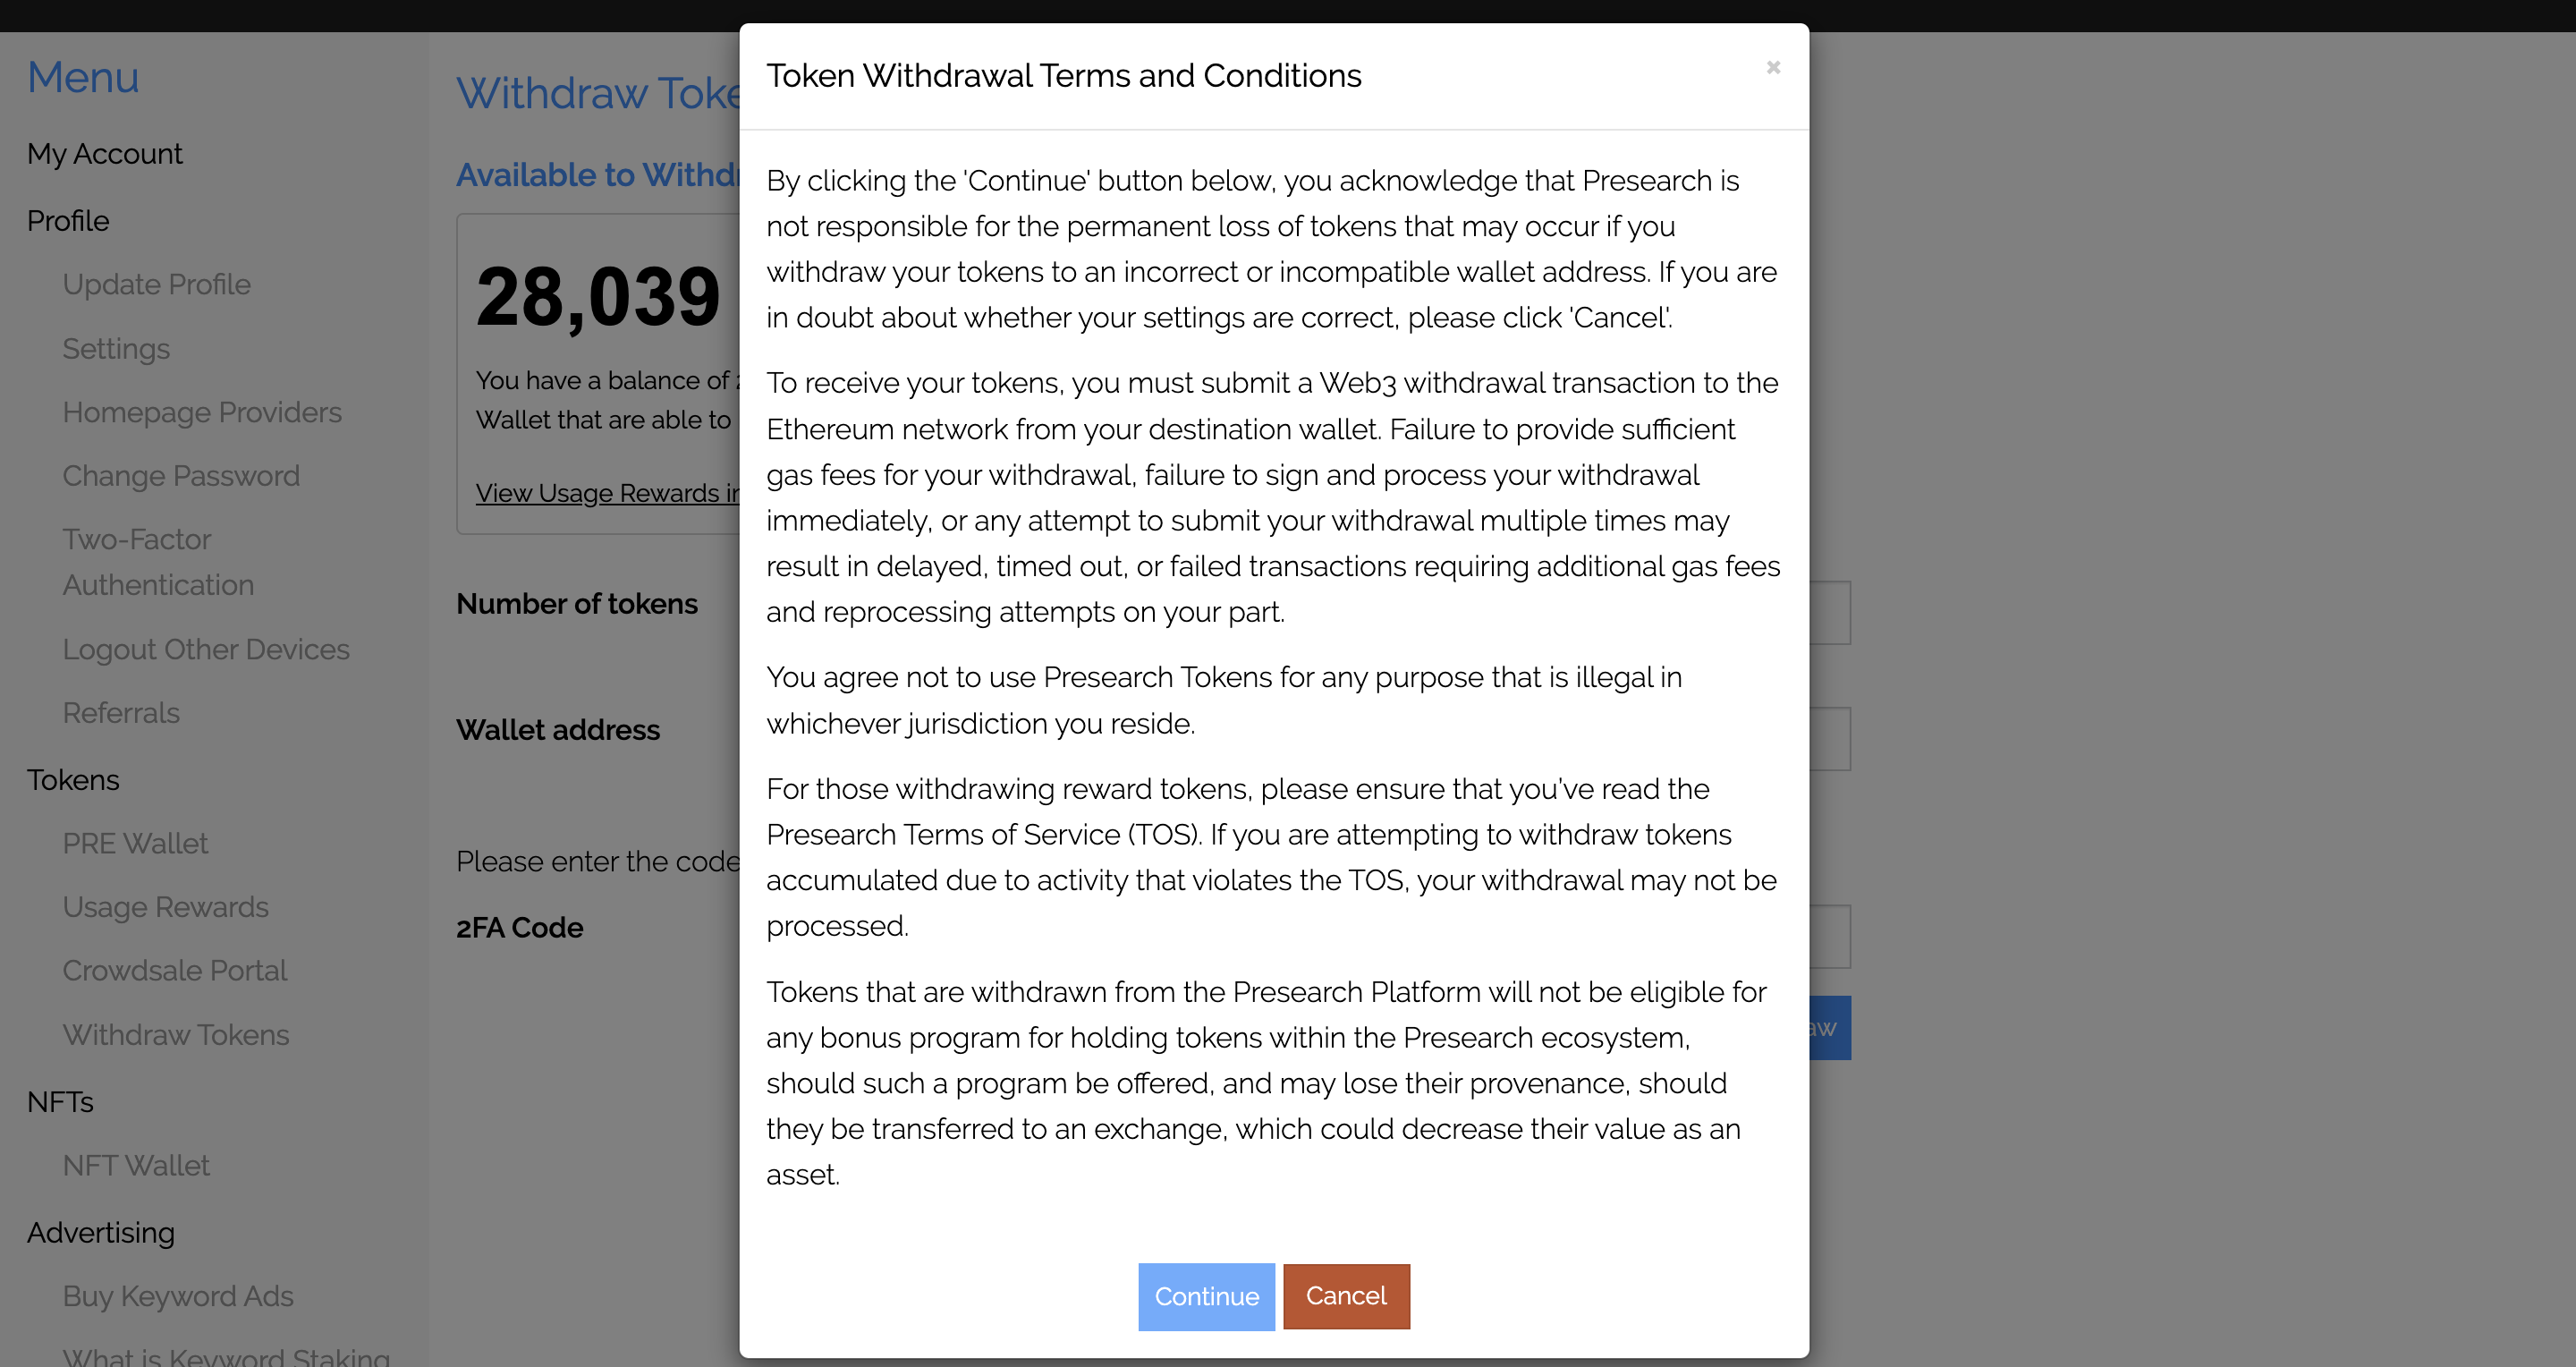 Menu
My Account
Profile
Update Profile
Settings
Homepage Providers
Change Password
Two-Factor
Authentication
Logout Other Devices
Referrals
Tokens
PRE Wallet
Usage Rewards
Crowdsale Portal
Withdraw Tokens
NFTs
NFT Wallet
Advertising
Buy Keyword Ads
What is Keyword Staking
Withdraw
Available to
28,039
You have a balance of
Wallet that are able to
View Usage Rewards
Number of tokens
Wallet address
Please enter the code
2FA Code
Token Withdrawal Terms and Conditions
×
By clicking the 'Continue' button below, you acknowledge that Presearch is
not responsible for the permanent loss of tokens that may occur if you
withdraw your tokens to an incorrect or incompatible wallet address. If you are
in doubt about whether your settings are correct, please click 'Cancel'.
To receive your tokens, you must submit a Web3 withdrawal transaction to the
Ethereum network from your destination wallet. Failure to provide sufficient
gas fees for your withdrawal, failure to sign and process your withdrawal
immediately, or any attempt to submit your withdrawal multiple times may
result in delayed, timed out, or failed transactions requiring additional gas fees
and reprocessing attempts on your part.
You agree not to use Presearch Tokens for any purpose that is illegal in
whichever jurisdiction you reside.
For those withdrawing reward tokens, please ensure that you've read the
Presearch Terms of Service (TOS). If you are attempting to withdraw tokens
accumulated due to activity that violates the TOS, your withdrawal may not be
processed.
Tokens that are withdrawn from the Presearch Platform will not be eligible for
any bonus program for holding tokens within the Presearch ecosystem,
should such a program be offered, and may lose their provenance, should
they be transferred to an exchange, which could decrease their value as an
asset.
Continue
Cancel